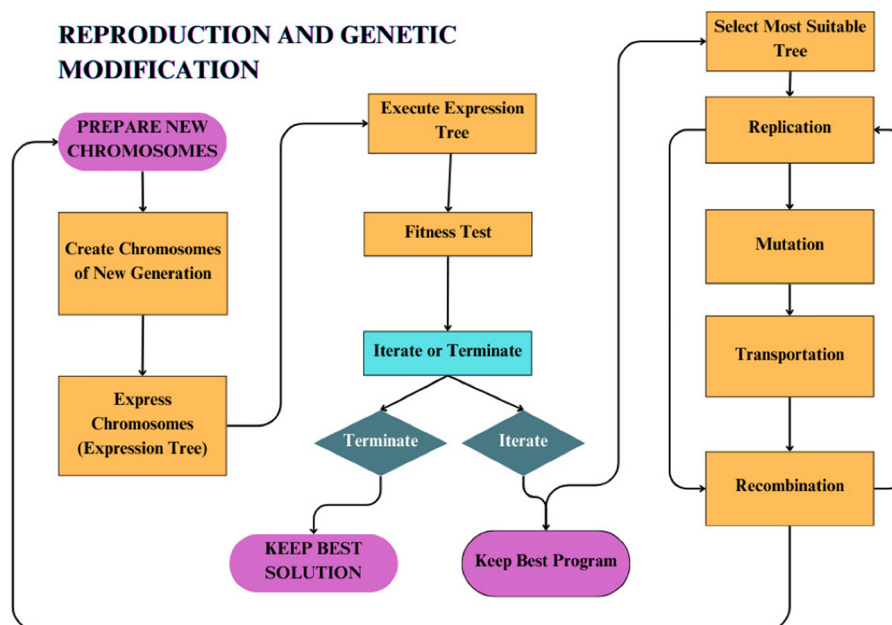 REPRODUCTION AND GENETIC
MODIFICATION
PREPARE NEW
CHROMOSOMES
Create Chromosomes
of New Generation
Express
Chromosomes
(Expression Tree)
Execute Expression
Tree
Fitness Test
Iterate or Terminate
Terminate
Iterate
KEEP BEST
SOLUTION
Keep Best Program
Select Most Suitable
Tree
Replication
Mutation
Transportation
Recombination